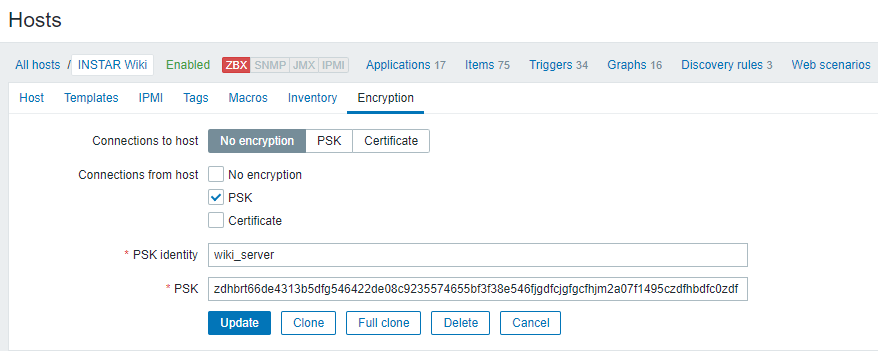 Hosts
All hosts / INSTAR Wiki Enabled ZBX SNMP JMX IPMI Applications 17 Items 75 Triggers 34 Graphs 16 Discovery rules 3 Web scenarios
Host Templates IPMI Tags Macros Inventory Encryption
Connections to host No encryption PSK Certificate
Connections from host No encryption
PSK
Certificate
* PSK identity wiki_server
* PSK zdhbrt66de4313b5dfg546422de08c9235574655bf3f38e546fjgdfcjgfgcfhjm2a07f1495czdfhbdfc0zdf
Update Clone Full clone Delete Cancel